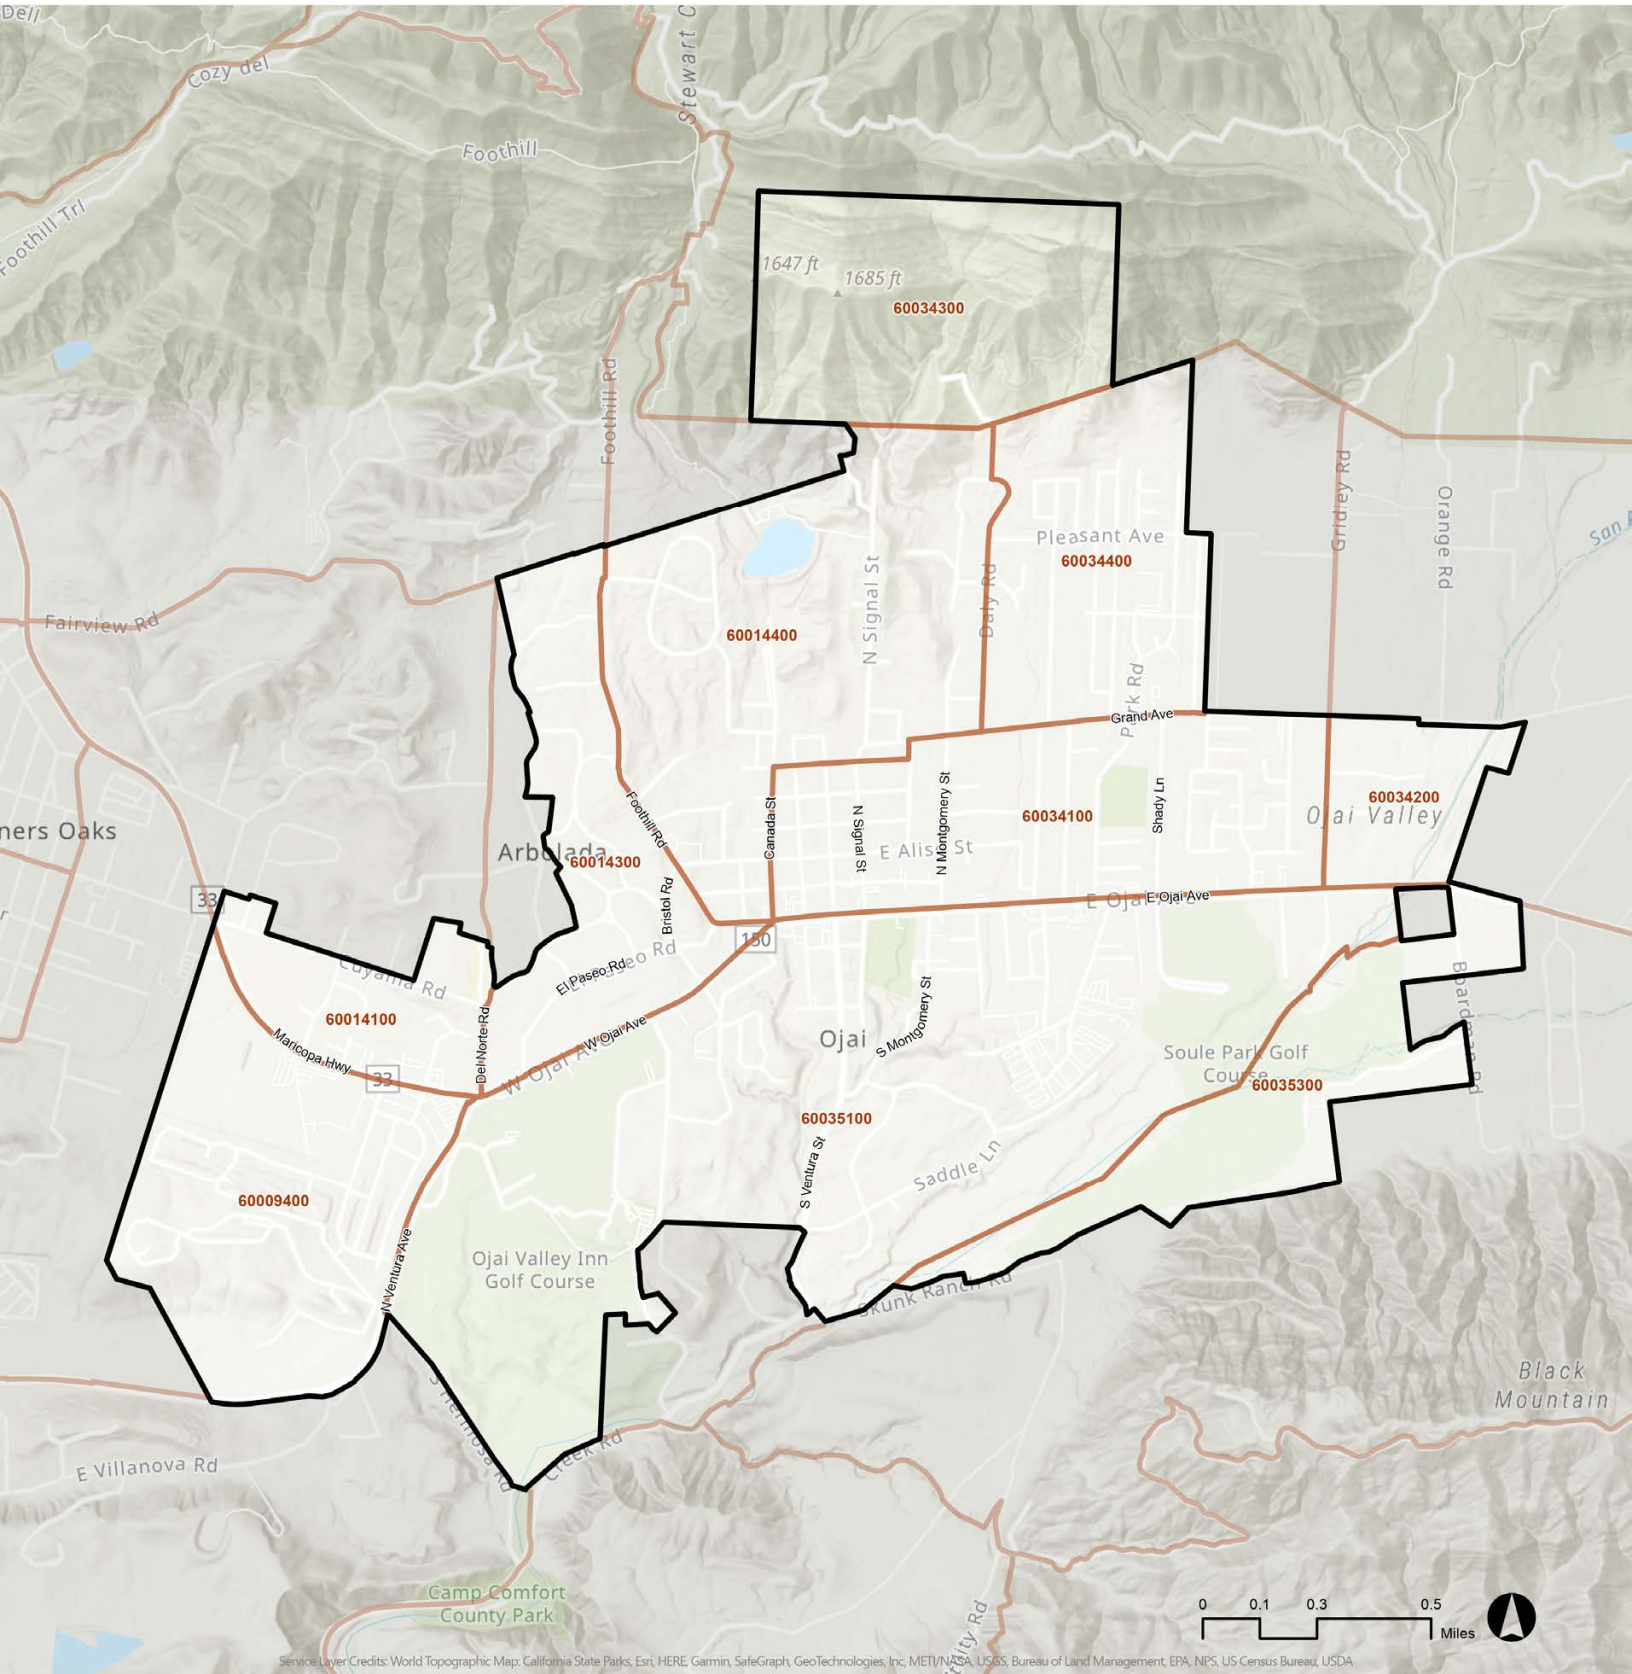 Dell
Cozy del
Stewart C
Foothill
Foothill Trl
1647 ft
1685 ft
60034300
Foothill Rd
Gridley Rd
Orange Rd
San A
Pleasant Ave
60034400
N Signal St
Daly Rd
Fairview Rd
60014400
Park Rd
Grand Ave
60034200
Ojai Valley
60034100
Shady Ln
N Montgomery St
N Signal St
Canada St
Foothill Rd
E Aliso St
ners Oaks
Arbolada
60014300
Bristol Rd
33
E Ojai Ave
E Ojai Ave
150
El Paseo Rd
El Paseo Rd
Cuyama Rd
Boardman Rd
60014100
Maricopa Hwy
Del Norte Rd
W Ojai Ave
W Ojai Ave
Ojai
S Montgomery St
Soule Park Golf
Course
60035300
33
60035100
S Ventura St
Saddle Ln
60009400
N Ventura Ave
Ojai Valley Inn
Golf Course
Skunk Ranch Rd
Black
Mountain
S Hermosa Rd
Creek Rd
E Villanova Rd
Camp Comfort
County Park
0 0.1 0.3 0.5
Miles
Service Layer Credits: World Topographic Map: California State Parks, Esri, HERE, Garmin, SafeGraph, GeoTechnologies, Inc, METI/NASA, USGS, Bureau of Land Management, EPA, NPS, US Census Bureau, USDA